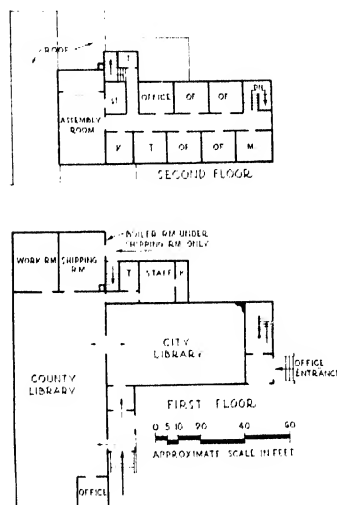 ROOF
T
ST
OFFICE
OF
OF
DN
ASSEMBLY
ROOM
K
T
OF
OF
M
SECOND FLOOR
BOILER RM UNDER
SHIPPING RM ONLY
WORK RM
SHIPPING
RM
T
STAFF
K
CITY
LIBRARY
OFFICE
ENTRANCE
COUNTY
LIBRARY
FIRST FLOOR
0 5 10 20 40 60
APPROXIMATE SCALE IN FEET
OFFICE